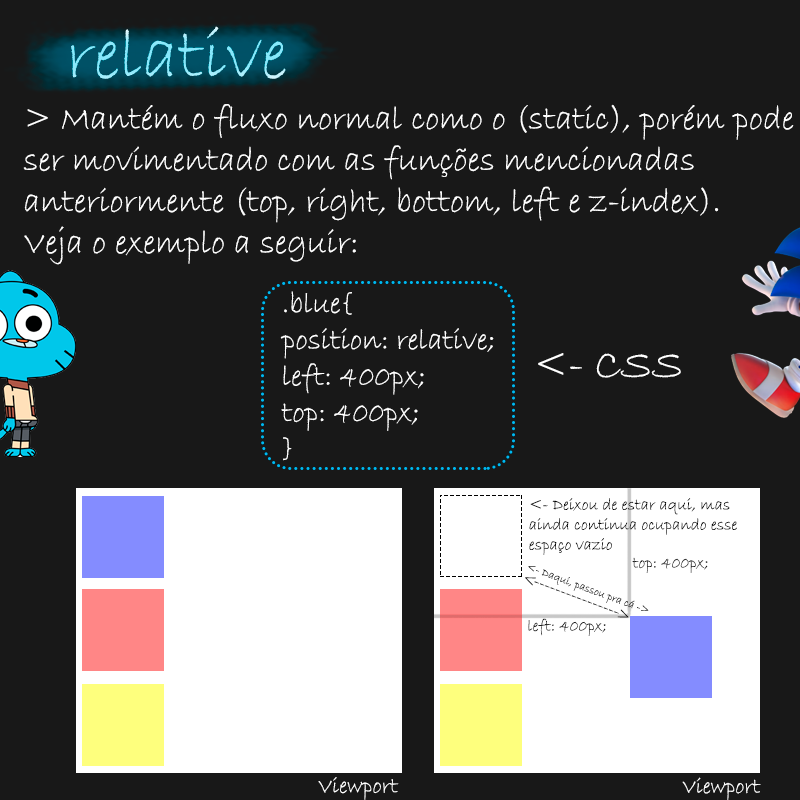 relative
> Mantém o fluxo normal como o (static), porém pode
ser movimentado com as funções mencionadas
anteriormente (top, right, bottom, left e z-index).
Veja o exemplo a seguir:
.blue{
position: relative;
left: 400px;
top: 400px;
}
<- CSS
<- Deixou de estar aqui, mas
ainda continua ocupando esse
espaço vazio
top: 400px;
<- Daqui, passou pra cá ->
left: 400px;
Viewport
Viewport